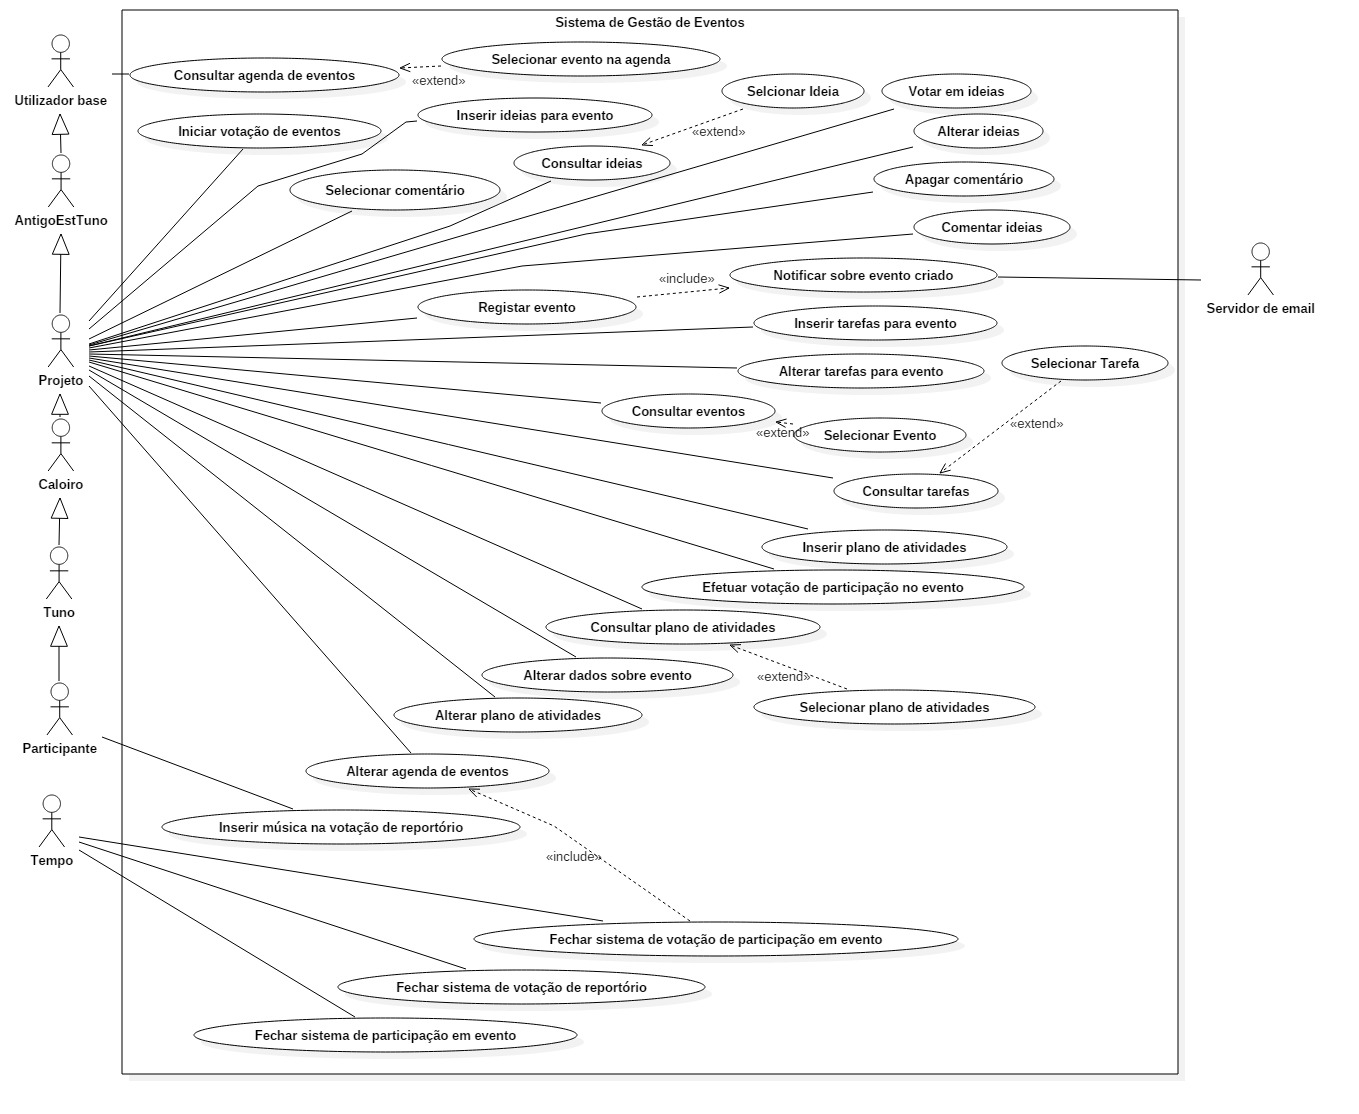 Sistema de Gestão de Eventos
Utilizador base
Consultar agenda de eventos
«extend»
Selecionar evento na agenda
Selcionar Ideia
Votar em ideias
Iniciar votação de eventos
Inserir ideias para evento
«extend»
Alterar ideias
Consultar ideias
Selecionar comentário
Apagar comentário
AntigoEstTuno
Comentar ideias
«include»
Notificar sobre evento criado
Servidor de email
Registar evento
Inserir tarefas para evento
Projeto
Alterar tarefas para evento
Selecionar Tarefa
Consultar eventos
«extend»
Selecionar Evento
«extend»
Caloiro
Consultar tarefas
Inserir plano de atividades
Efetuar votação de participação no evento
Tuno
Consultar plano de atividades
«extend»
Alterar dados sobre evento
Selecionar plano de atividades
Alterar plano de atividades
Participante
Alterar agenda de eventos
Inserir música na votação de reportório
«include»
Tempo
Fechar sistema de votação de participação em evento
Fechar sistema de votação de reportório
Fechar sistema de participação em evento